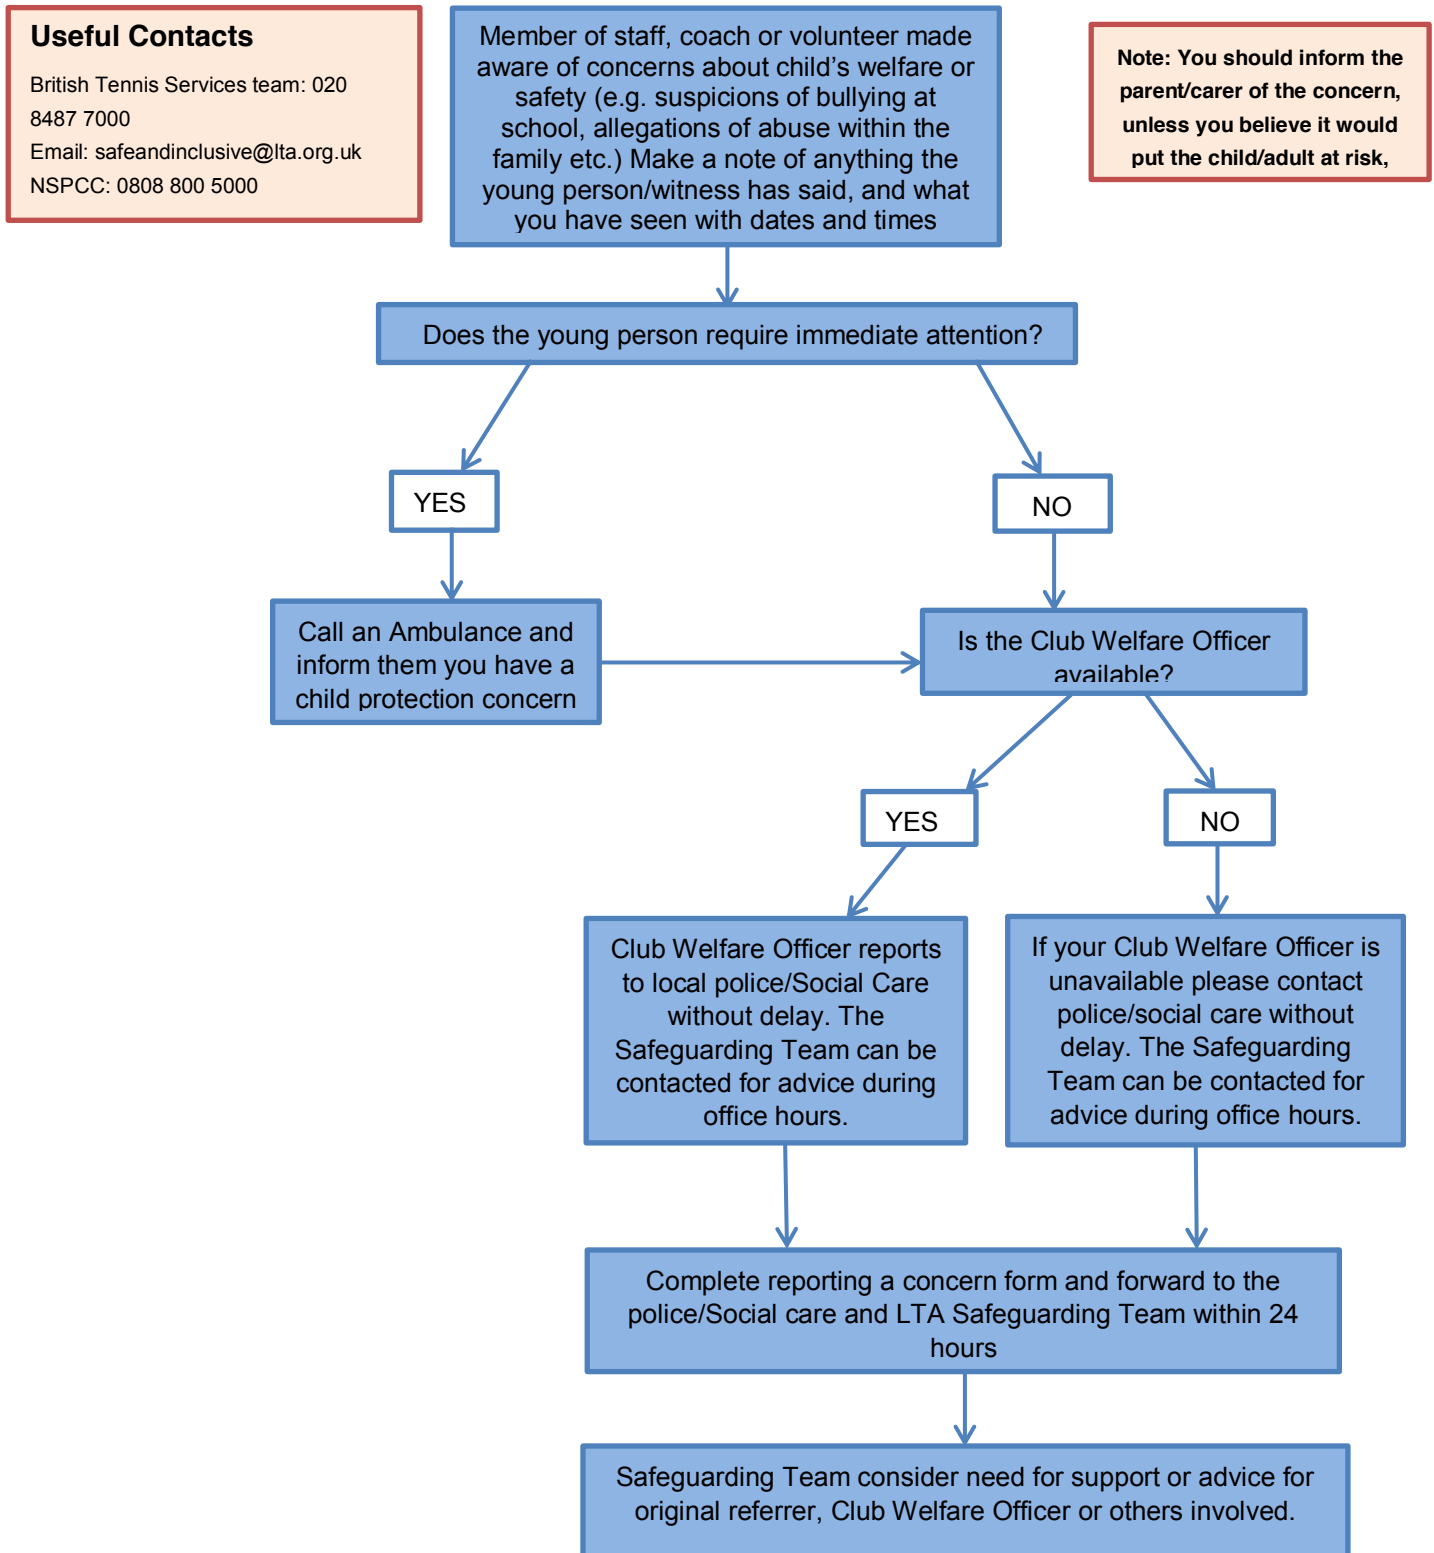 Useful Contacts
British Tennis Services team: 020
8487 7000
Email: safeandinclusive@lta.org.uk
NSPCC: 0808 800 5000
Member of staff, coach or volunteer made
aware of concerns about child’s welfare or
safety (e.g. suspicions of bullying at
school, allegations of abuse within the
family etc.) Make a note of anything the
young person/witness has said, and what
you have seen with dates and times
Note: You should inform the
parent/carer of the concern,
unless you believe it would
put the child/adult at risk,
Does the young person require immediate attention?
YES
NO
Call an Ambulance and
inform them you have a
child protection concern
Is the Club Welfare Officer
available?
YES
NO
Club Welfare Officer reports
to local police/Social Care
without delay. The
Safeguarding Team can be
contacted for advice during
office hours.
If your Club Welfare Officer is
unavailable please contact
police/social care without
delay. The Safeguarding
Team can be contacted for
advice during office hours.
Complete reporting a concern form and forward to the
police/Social care and LTA Safeguarding Team within 24
hours
Safeguarding Team consider need for support or advice for
original referrer, Club Welfare Officer or others involved.